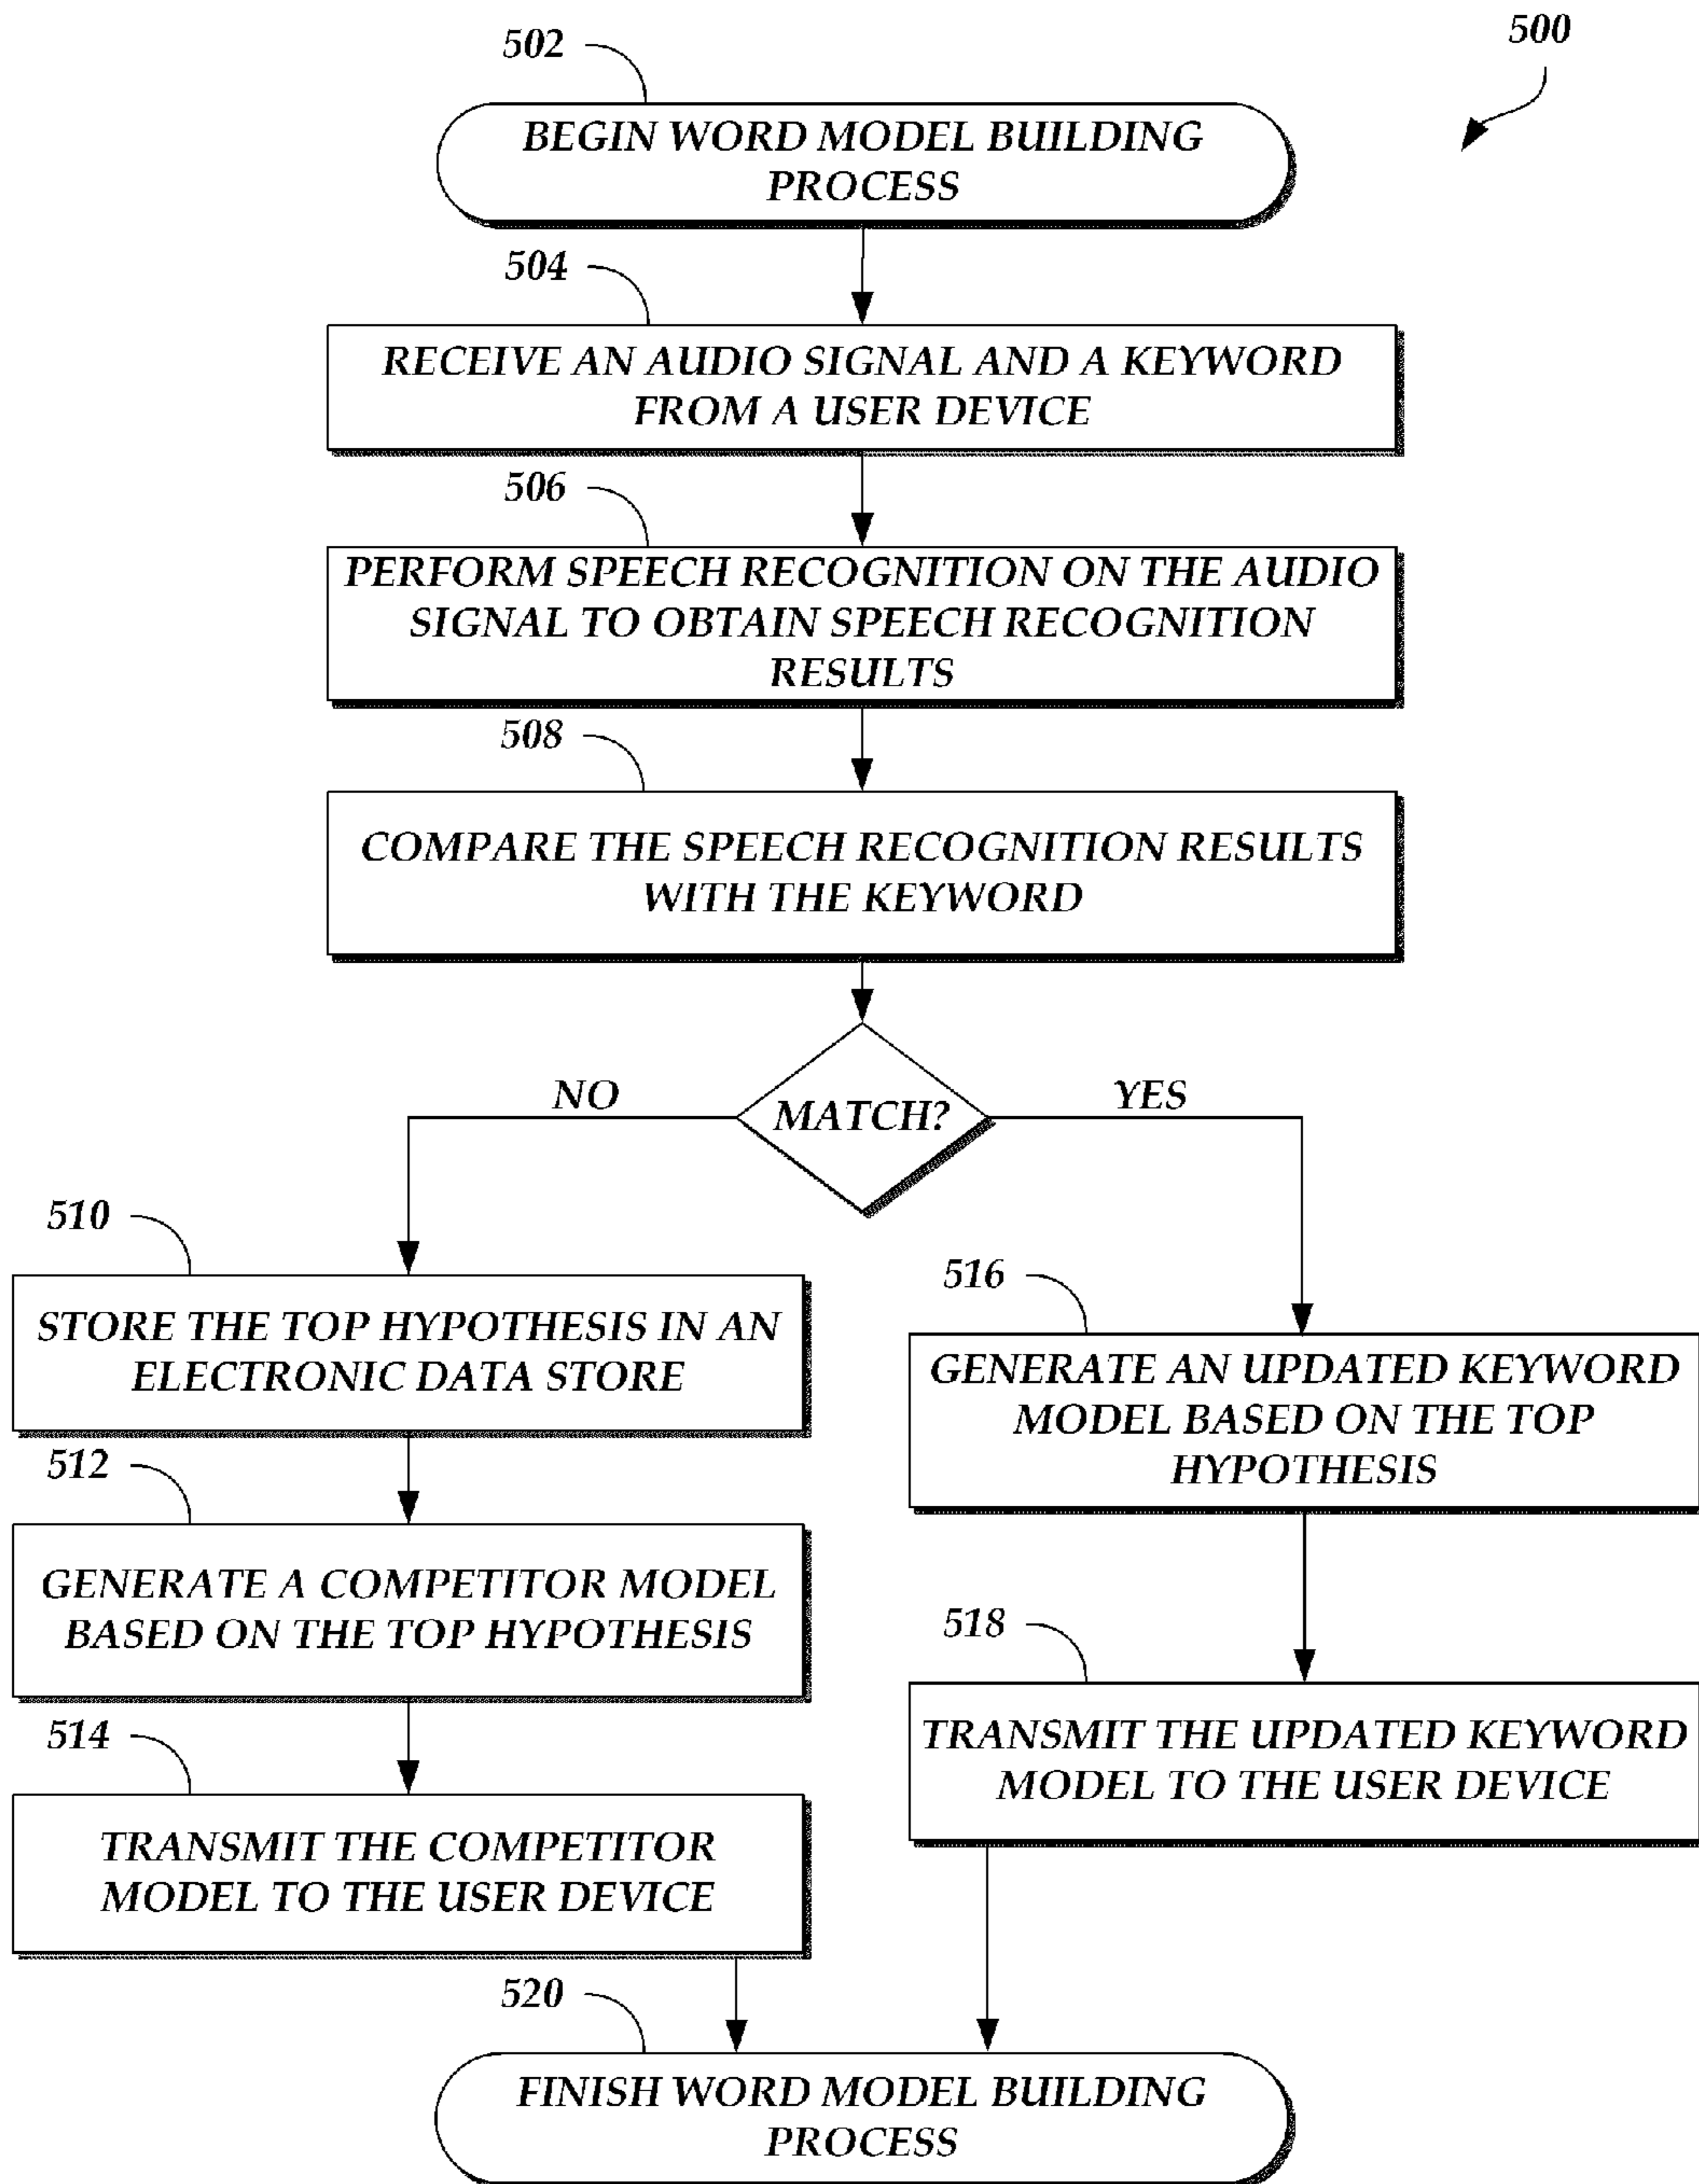 500
502
BEGIN WORD MODEL BUILDING
PROCESS
504
RECEIVE AN AUDIO SIGNAL AND A KEYWORD
FROM A USER DEVICE
506
PERFORM SPEECH RECOGNITION ON THE AUDIO
SIGNAL TO OBTAIN SPEECH RECOGNITION
RESULTS
508
COMPARE THE SPEECH RECOGNITION RESULTS
WITH THE KEYWORD
MATCH?
NO
YES
510
STORE THE TOP HYPOTHESIS IN AN
ELECTRONIC DATA STORE
512
GENERATE A COMPETITOR MODEL
BASED ON THE TOP HYPOTHESIS
514
TRANSMIT THE COMPETITOR
MODEL TO THE USER DEVICE
516
GENERATE AN UPDATED KEYWORD
MODEL BASED ON THE TOP
HYPOTHESIS
518
TRANSMIT THE UPDATED KEYWORD
MODEL TO THE USER DEVICE
520
FINISH WORD MODEL BUILDING
PROCESS